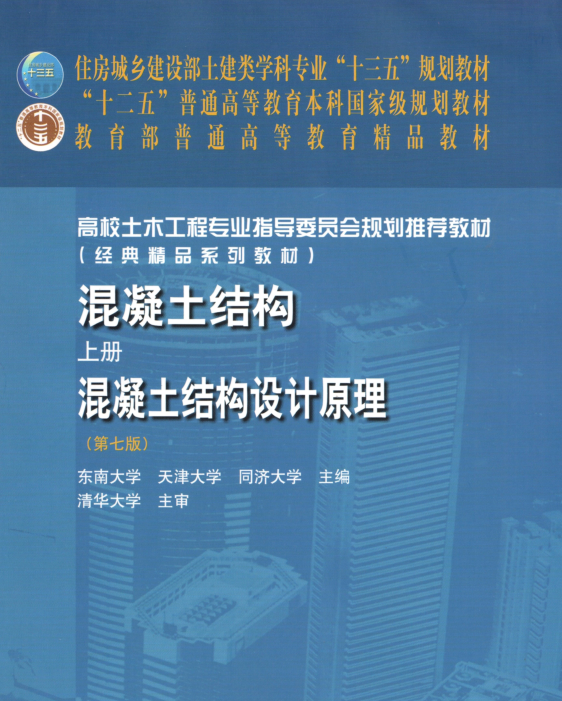 十三五
住房城乡建设部土建类学科专业“十三五”规划教材
“十二五”普通高等教育本科国家级规划教材
教育部普通高等教育精品教材
高校土木工程专业指导委员会规划推荐教材
(经典精品系列教材)
混凝土结构
上册
混凝土结构设计原理
(第七版)
东南大学 天津大学 同济大学 主编
清华大学 主审